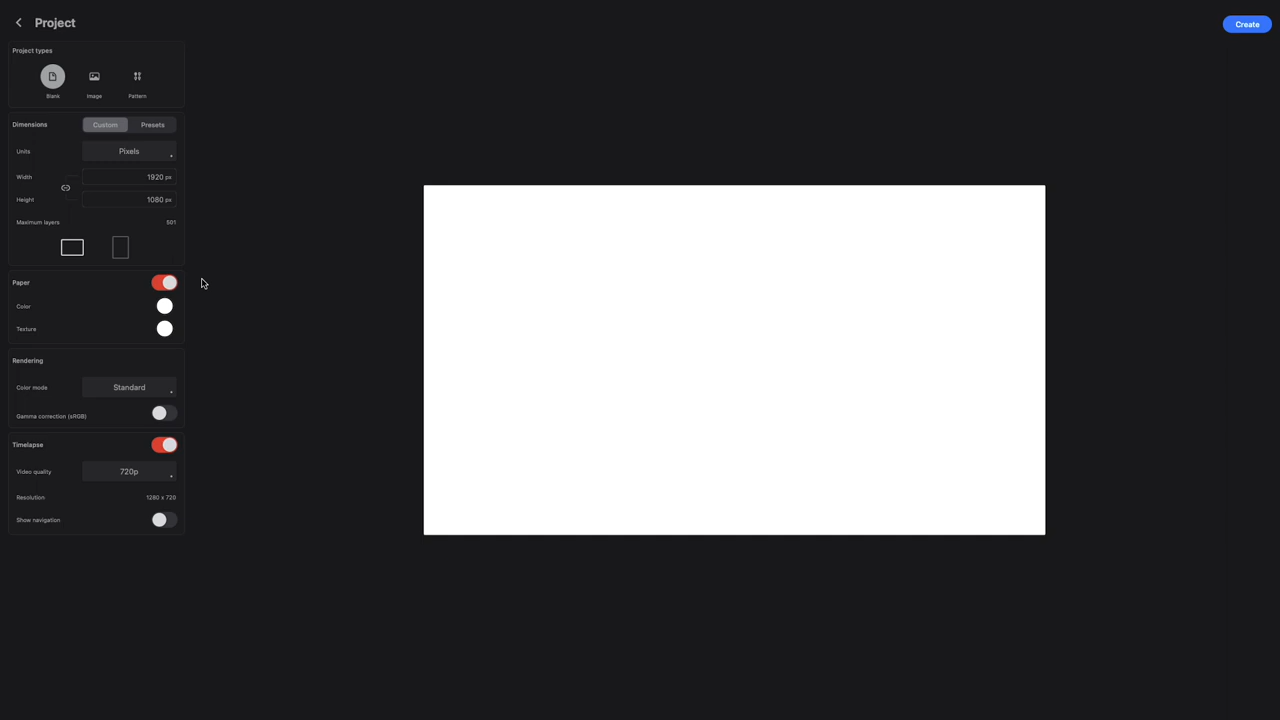 Project
Create
Project types
Blank
Image
Pattern
Dimensions
Custom
Presets
Units
Pixels
Width
1920 px
Height
1080 px
Maximum layers
501
Paper
Color
Texture
Rendering
Color mode
Standard
Gamma correction (sRGB)
Timelapse
Video quality
720p
Resolution
1280 x 720
Show navigation